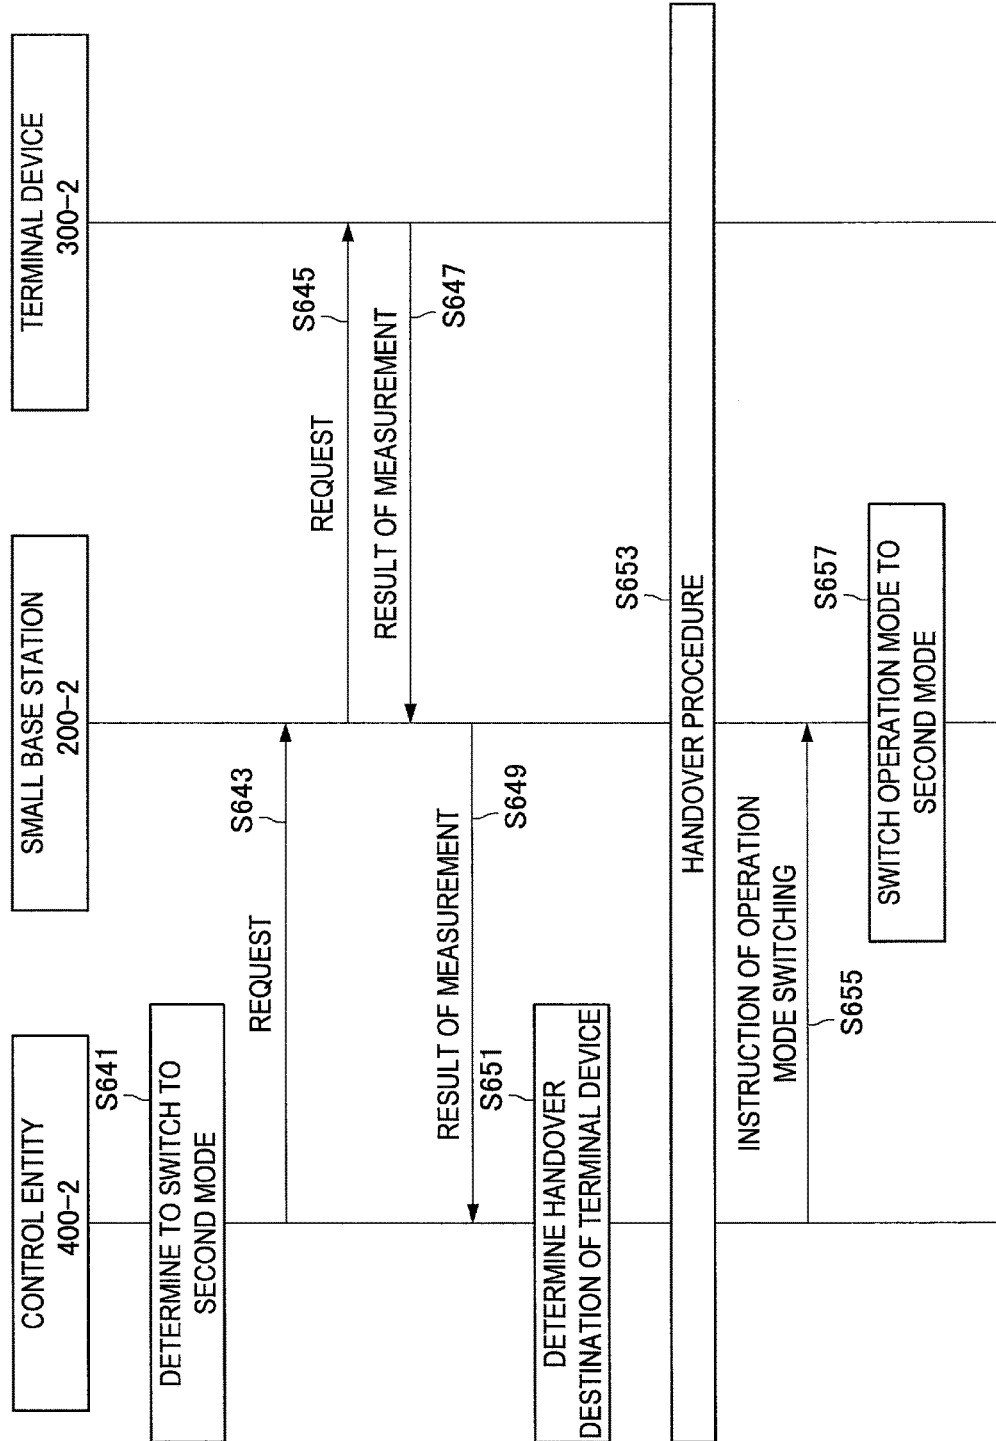 CONTROL ENTITY
400-2
SMALL BASE STATION
200-2
TERMINAL DEVICE
300-2
S641
DETERMINE TO SWITCH TO
SECOND MODE
REQUEST
S643
REQUEST
S645
RESULT OF MEASUREMENT
S647
RESULT OF MEASUREMENT
S649
S651
DETERMINE HANDOVER
DESTINATION OF TERMINAL DEVICE
S653
HANDOVER PROCEDURE
INSTRUCTION OF OPERATION
MODE SWITCHING
S655
S657
SWITCH OPERATION MODE TO
SECOND MODE